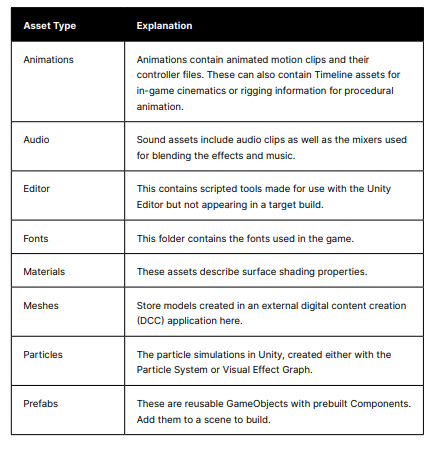 Asset Type
Explanation
Animations
Animations contain animated motion clips and their
controller files. These can also contain Timeline assets for
in-game cinematics or rigging information for procedural
animation.
Audio
Sound assets include audio clips as well as the mixers used
for blending the effects and music.
Editor
This contains scripted tools made for use with the Unity
Editor but not appearing in a target build.
Fonts
This folder contains the fonts used in the game.
Materials
These assets describe surface shading properties.
Meshes
Store models created in an external digital content creation
(DCC) application here.
Particles
The particle simulations in Unity, created either with the
Particle System or Visual Effect Graph.
Prefabs
These are reusable GameObjects with prebuilt Components.
Add them to a scene to build.